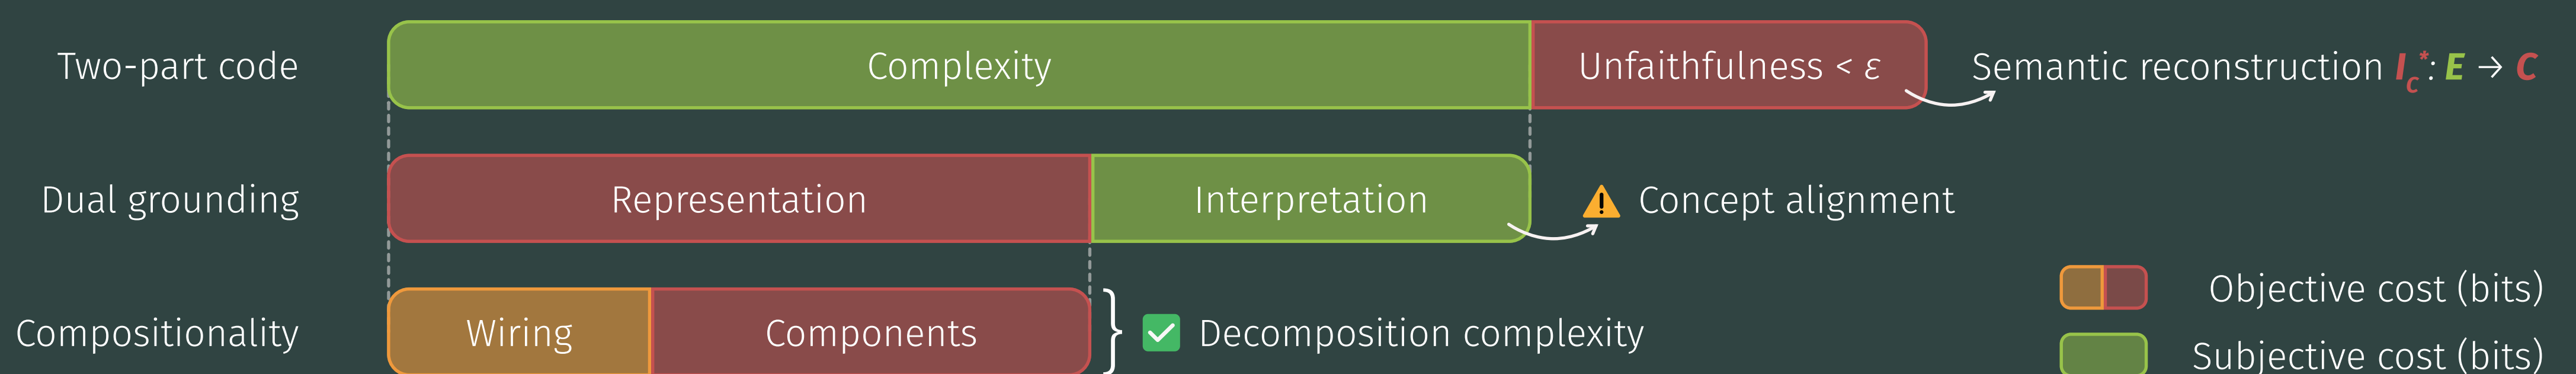 Two-part code
Complexity
Unfaithfulness < ε
Semantic reconstruction I_c^*: E → C
Dual grounding
Representation
Interpretation
⚠ Concept alignment
Compositionality
Wiring
Components
} ✅ Decomposition complexity
Objective cost (bits)
Subjective cost (bits)